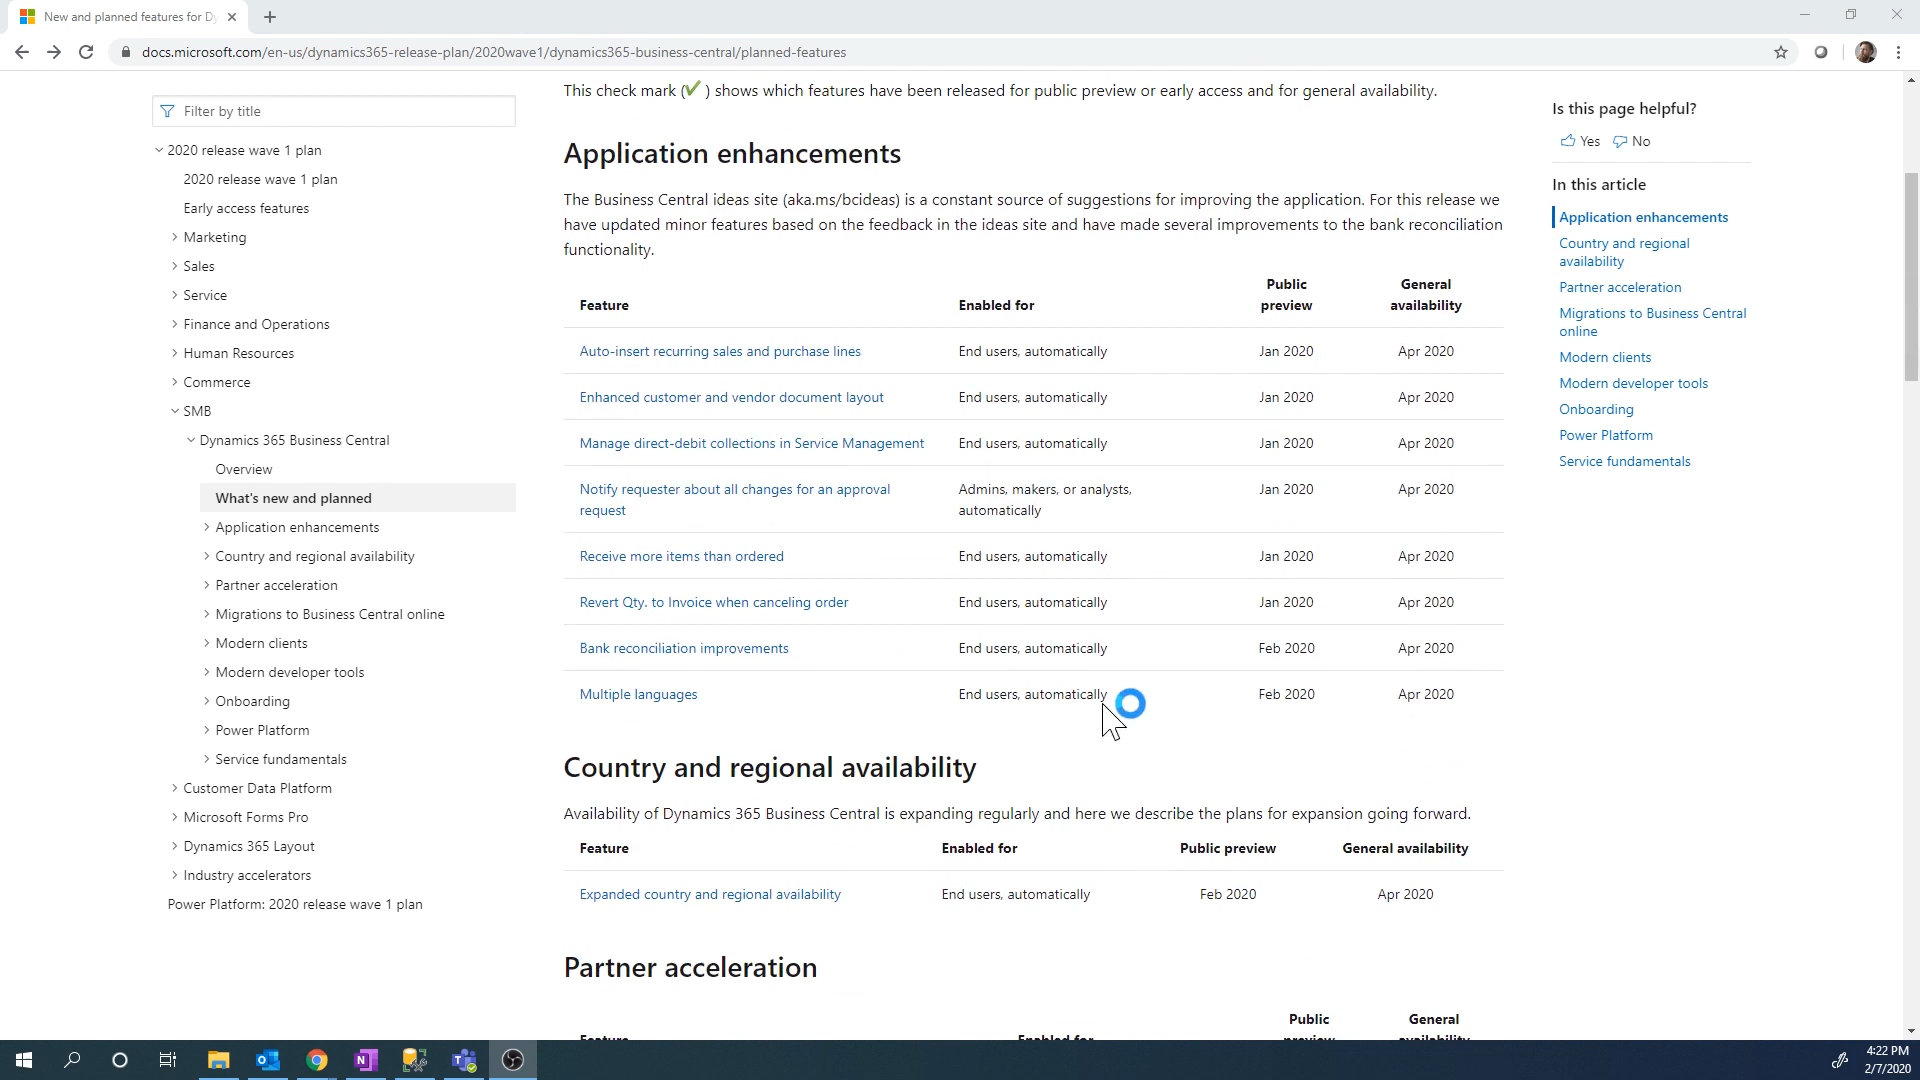 New and planned features for Dy
docs.microsoft.com/en-us/dynamics365-release-plan/2020wave1/dynamics365-business-central/planned-features
Filter by title
2020 release wave 1 plan
2020 release wave 1 plan
Early access features
Marketing
Sales
Service
Finance and Operations
Human Resources
Commerce
SMB
Dynamics 365 Business Central
Overview
What's new and planned
Application enhancements
Country and regional availability
Partner acceleration
Migrations to Business Central online
Modern clients
Modern developer tools
Onboarding
Power Platform
Service fundamentals
Customer Data Platform
Microsoft Forms Pro
Dynamics 365 Layout
Industry accelerators
Power Platform: 2020 release wave 1 plan
This check mark (✓) shows which features have been released for public preview or early access and for general availability.
Application enhancements
The Business Central ideas site (aka.ms/bcideas) is a constant source of suggestions for improving the application. For this release we
have updated minor features based on the feedback in the ideas site and have made several improvements to the bank reconciliation
functionality.
Feature Enabled for Public preview General availability
Auto-insert recurring sales and purchase lines End users, automatically Jan 2020 Apr 2020
Enhanced customer and vendor document layout End users, automatically Jan 2020 Apr 2020
Manage direct-debit collections in Service Management End users, automatically Jan 2020 Apr 2020
Notify requester about all changes for an approval request Admins, makers, or analysts, automatically Jan 2020 Apr 2020
Receive more items than ordered End users, automatically Jan 2020 Apr 2020
Revert Qty. to Invoice when canceling order End users, automatically Jan 2020 Apr 2020
Bank reconciliation improvements End users, automatically Feb 2020 Apr 2020
Multiple languages End users, automatically Feb 2020 Apr 2020
Country and regional availability
Availability of Dynamics 365 Business Central is expanding regularly and here we describe the plans for expansion going forward.
Feature Enabled for Public preview General availability
Expanded country and regional availability End users, automatically Feb 2020 Apr 2020
Partner acceleration
Feature Enabled for Public preview General availability
Is this page helpful?
Yes No
In this article
Application enhancements
Country and regional
availability
Partner acceleration
Migrations to Business Central
online
Modern clients
Modern developer tools
Onboarding
Power Platform
Service fundamentals
4:22 PM
2/7/2020